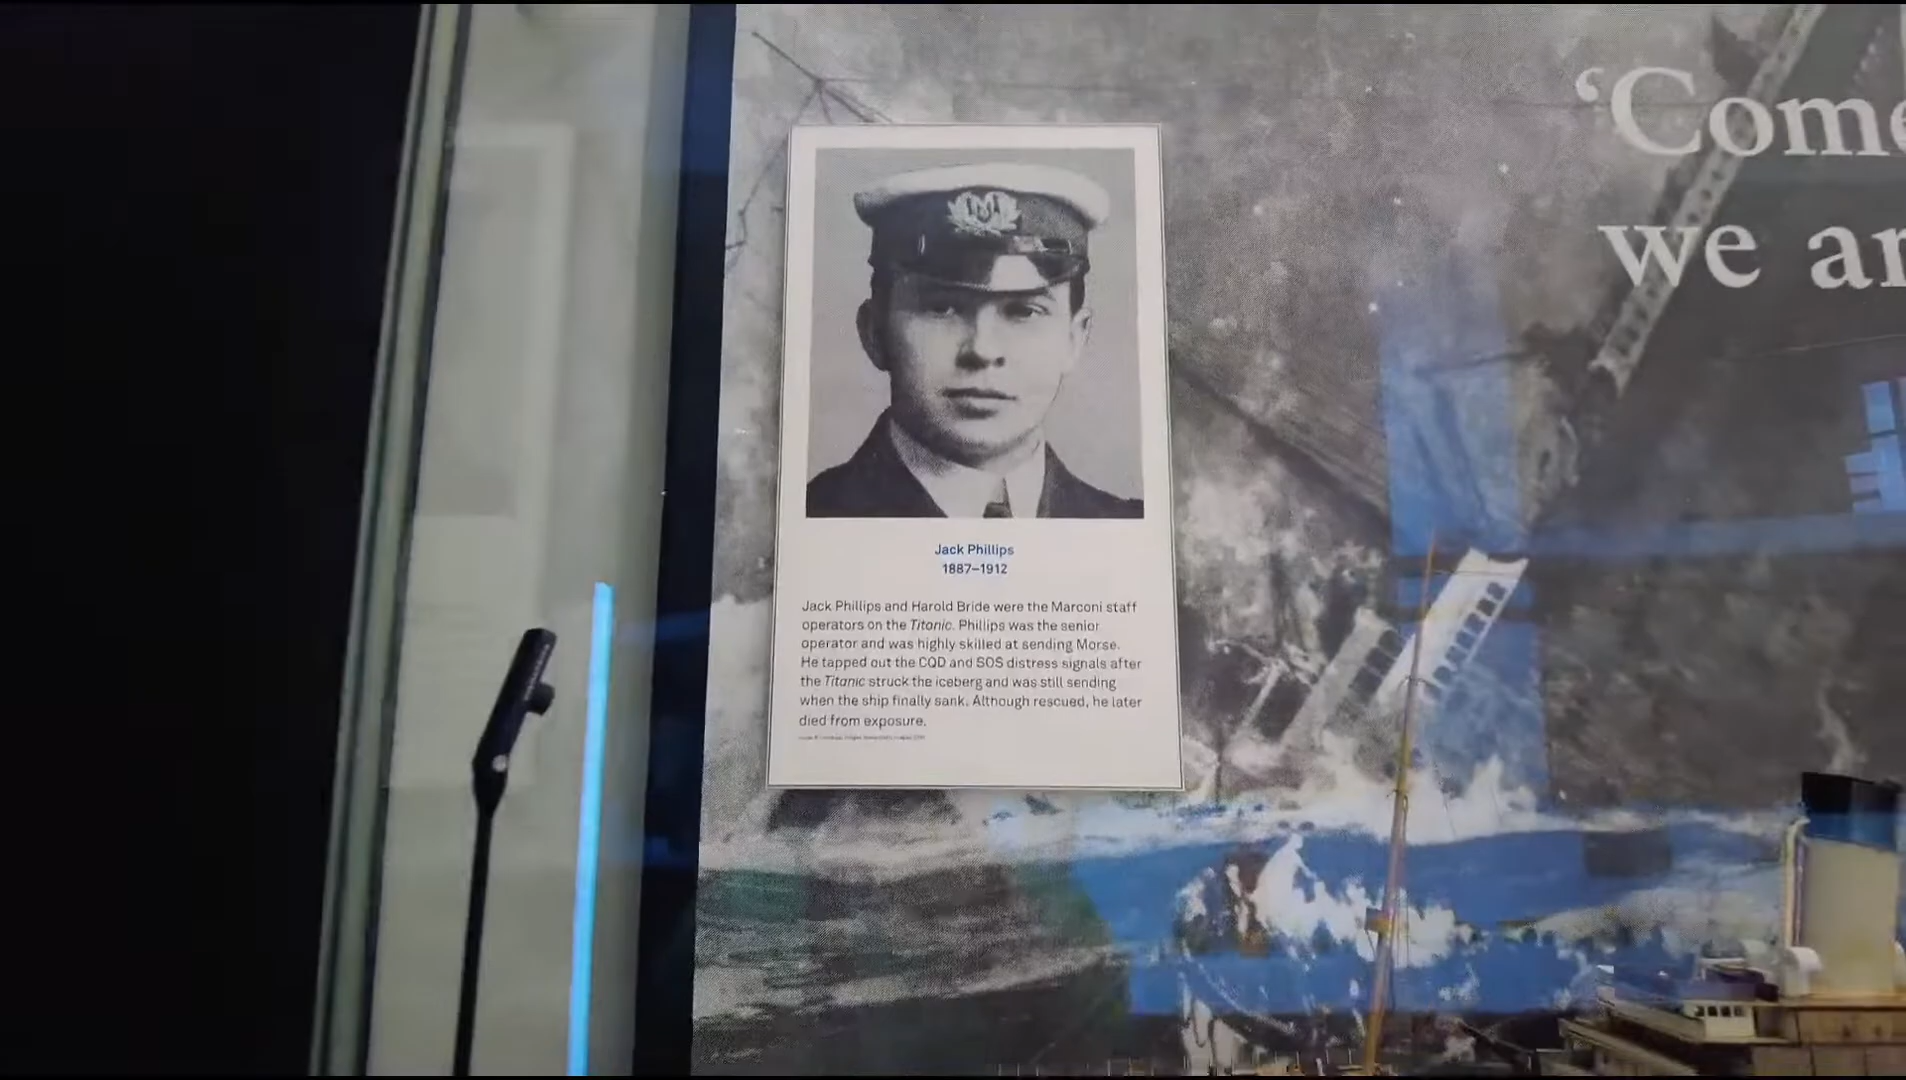 ‘Come
we ar
Jack Phillips
1887–1912
Jack Phillips and Harold Bride were the Marconi staff
operators on the Titanic. Phillips was the senior
operator and was highly skilled at sending Morse.
He tapped out the CQD and SOS distress signals after
the Titanic struck the iceberg and was still sending
when the ship finally sank. Although rescued, he later
died from exposure.